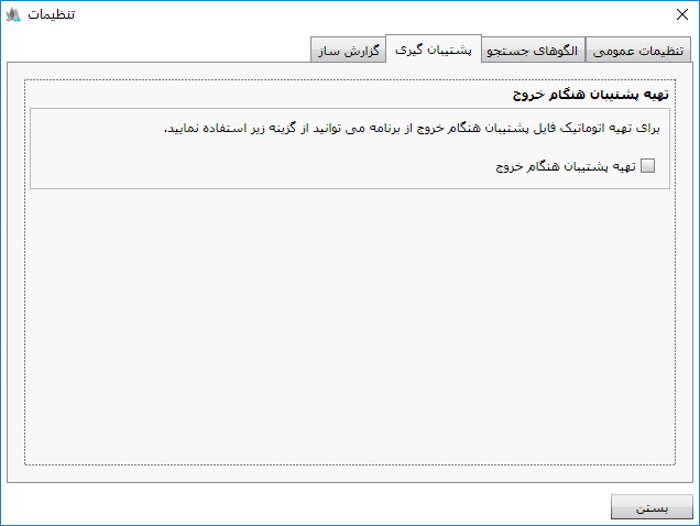 تنظیمات
تنظیمات عمومی
الگوهای جستجو
پشتیبان گیری
گزارش ساز
تهیه پشتیبان هنگام خروج
برای تهیه اتوماتیک فایل پشتیبان هنگام خروج از برنامه می توانید از گزینه زیر استفاده نمایید.
تهیه پشتیبان هنگام خروج
بستن